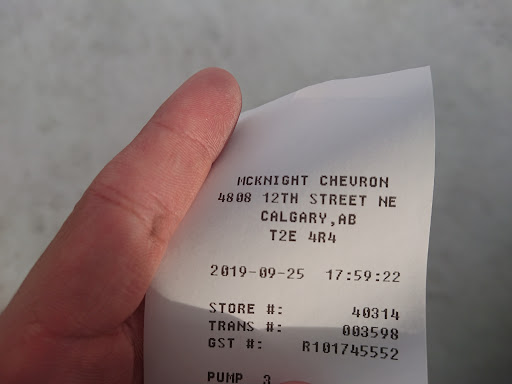 MCKNIGHT CHEVRON
4808 12TH STREET NE
CALGARY,AB
T2E 4R4
2019-09-25 17:59:22
STORE #: 40314
TRANS #: 003598
GST #: R101745552
PUMP 3